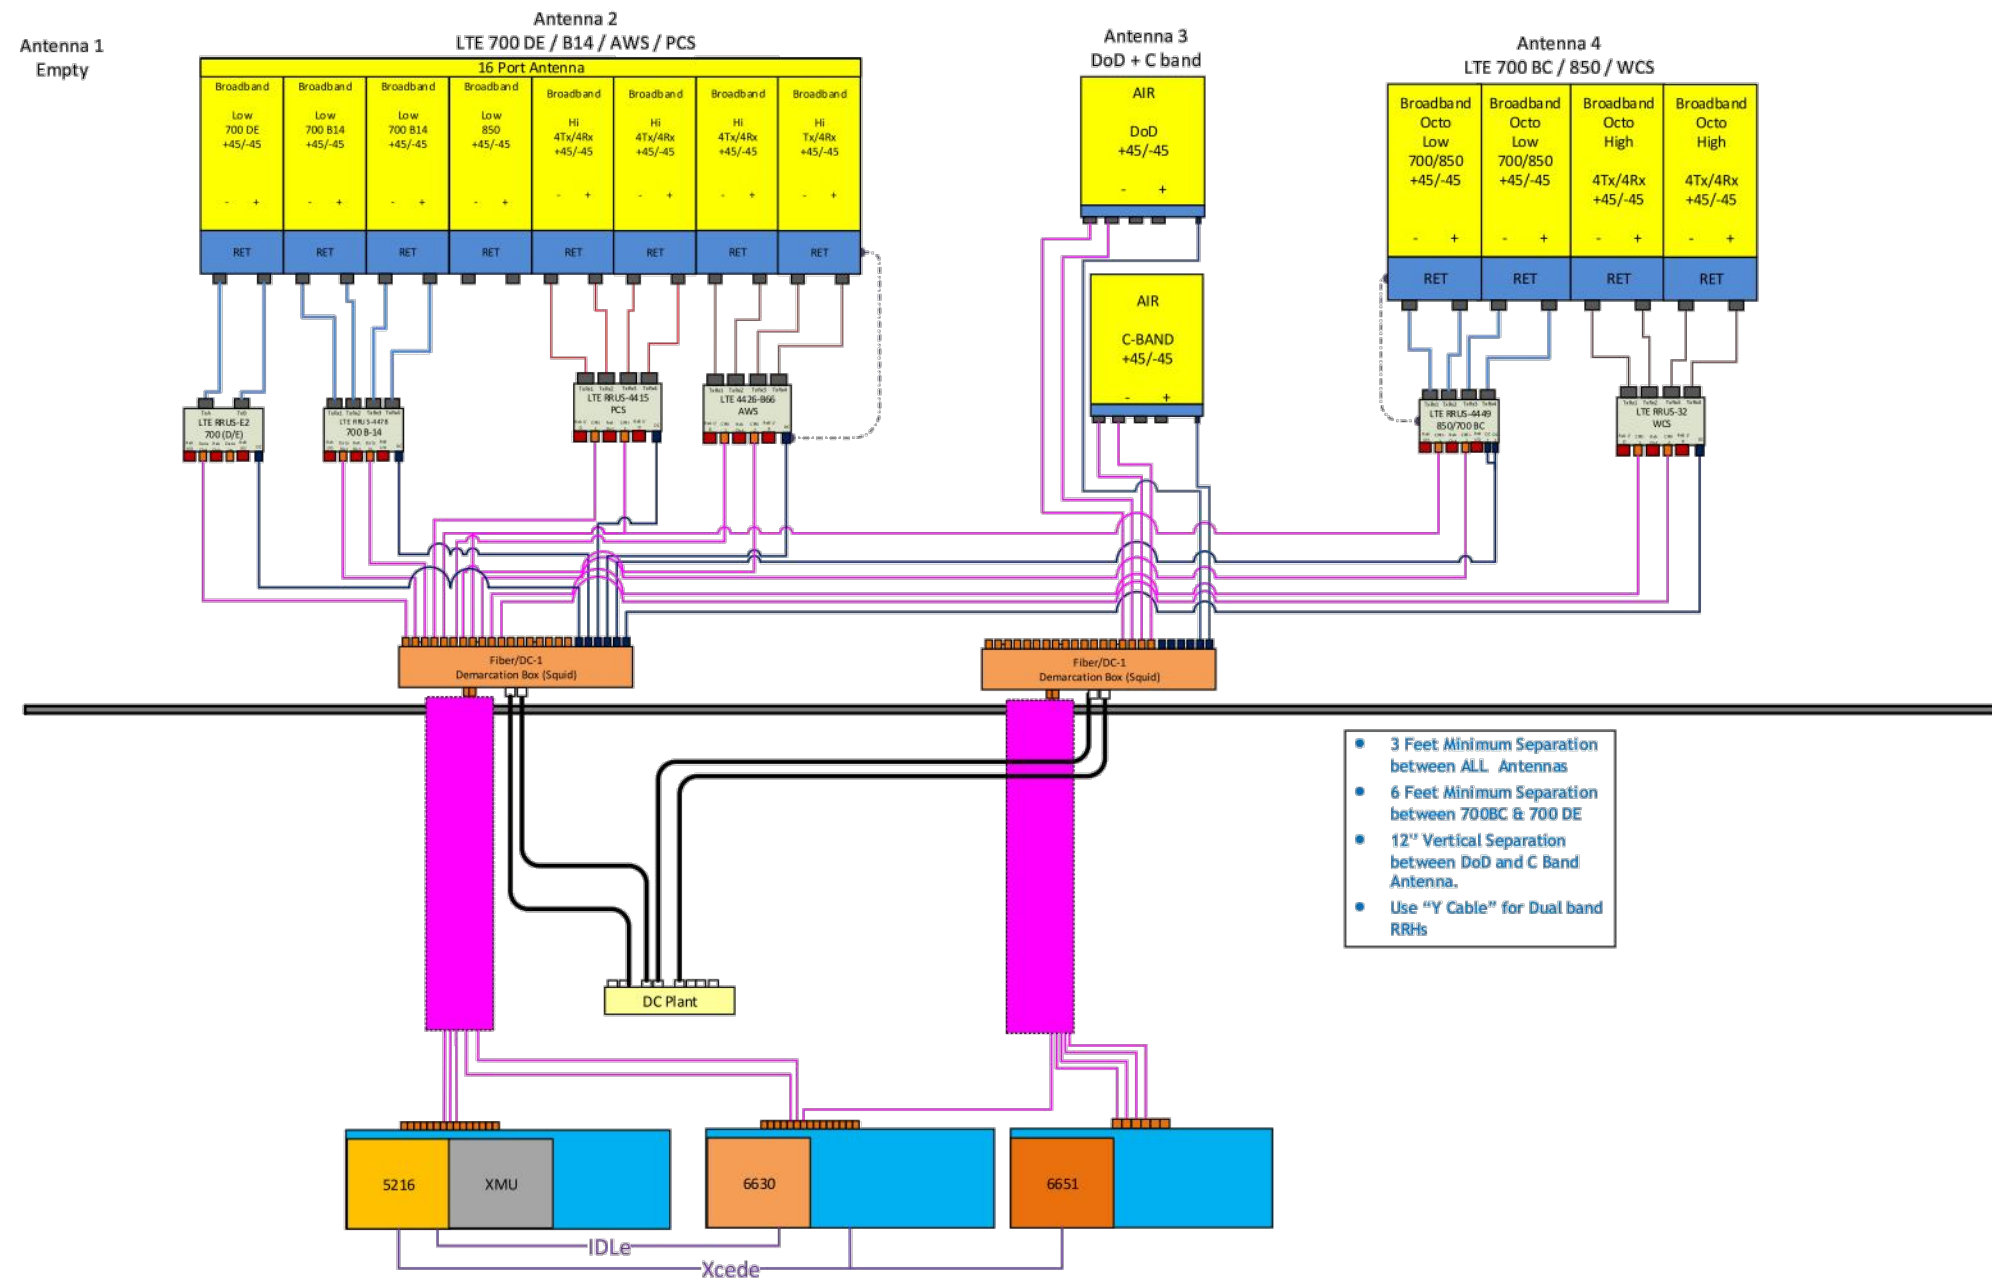 Antenna 1
Empty
Antenna 2
LTE 700 DE / B14 / AWS / PCS
16 Port Antenna
Broadband
Low
700 DE
+45/-45
- +
RET
Broadband
Low
700 B14
+45/-45
- +
RET
Broadband
Low
700 B14
+45/-45
- +
RET
Broadband
Low
850
+45/-45
- +
RET
Broadband
Hi
4Tx/4Rx
+45/-45
- +
RET
Broadband
Hi
4Tx/4Rx
+45/-45
- +
RET
Broadband
Hi
4Tx/4Rx
+45/-45
- +
RET
Broadband
Hi
Tx/4Rx
+45/-45
- +
RET
Antenna 3
DoD + C band
AIR
DoD
+45/-45
- +
AIR
C-BAND
+45/-45
- +
Antenna 4
LTE 700 BC / 850 / WCS
Broadband
Octo
Low
700/850
+45/-45
- +
RET
Broadband
Octo
Low
700/850
+45/-45
- +
RET
Broadband
Octo
High
4Tx/4Rx
+45/-45
- +
RET
Broadband
Octo
High
4Tx/4Rx
+45/-45
- +
RET
LTE RRUS-E2
700 (D/E)
LTE RRUS-4478
700 B-14
LTE RRUS-4415
PCS
LTE 4426-B66
AWS
LTE RRUS-4449
850/700 BC
LTE RRUS-32
WCS
Fiber/DC-1
Demarcation Box (Squid)
Fiber/DC-1
Demarcation Box (Squid)
• 3 Feet Minimum Separation
between ALL Antennas
• 6 Feet Minimum Separation
between 700BC & 700 DE
• 12" Vertical Separation
between DoD and C Band
Antenna.
• Use “Y Cable” for Dual band
RRHs
DC Plant
5216
XMU
6630
6651
IDLe
Xcede